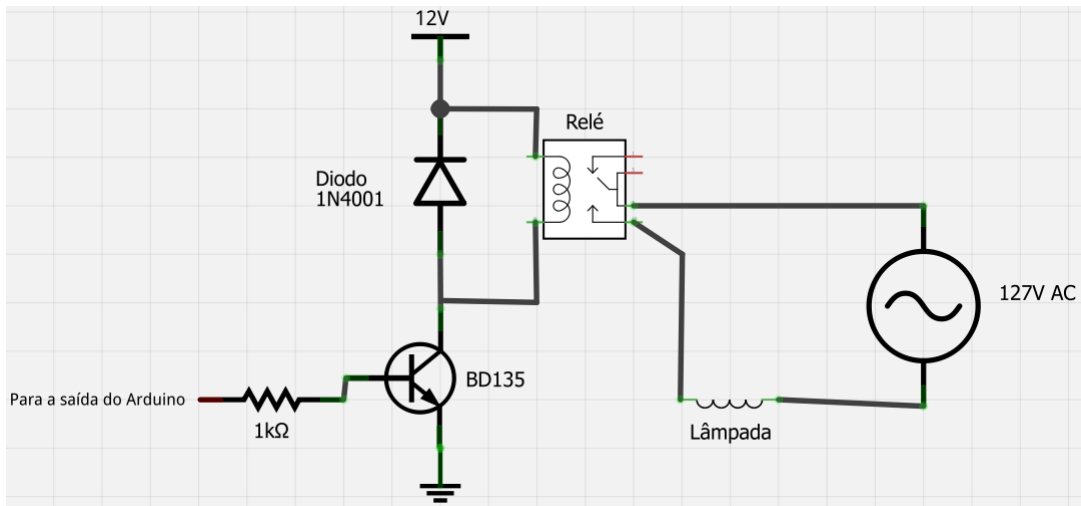 12V
Relé
Diodo
1N4001
127V AC
BD135
Para a saída do Arduino
1kΩ
Lâmpada